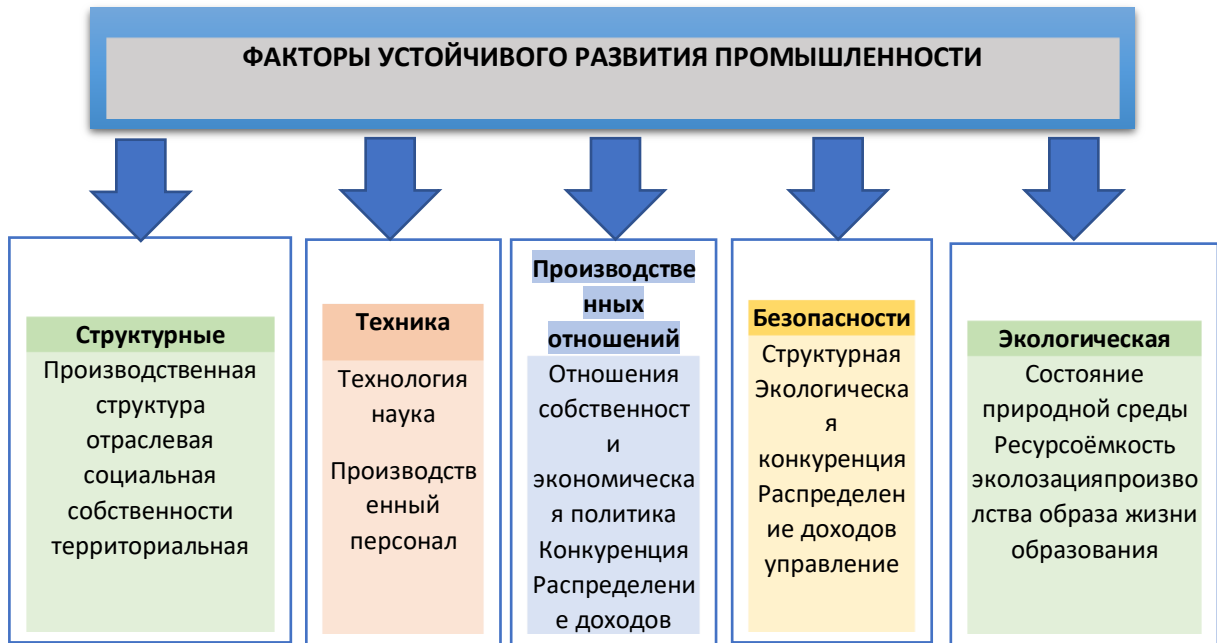 ФАКТОРЫ УСТОЙЧИВОГО РАЗВИТИЯ ПРОМЫШЛЕННОСТИ
Структурные
Производственная
структура
отраслевая
социальная
собственности
территориальная
Техника
Технология
наука
Производств
енный
персонал
Производстве
нных
отношений
Отношения
собственност
и
экономическа
я политика
Конкуренция
Распределени
е доходов
Безопасности
Структурная
Экологическа
я
конкуренция
Распределен
ие доходов
управление
Экологическая
Состояние
природной среды
Ресурсоёмкость
эколозацияпроизво
лства образа жизни
образования